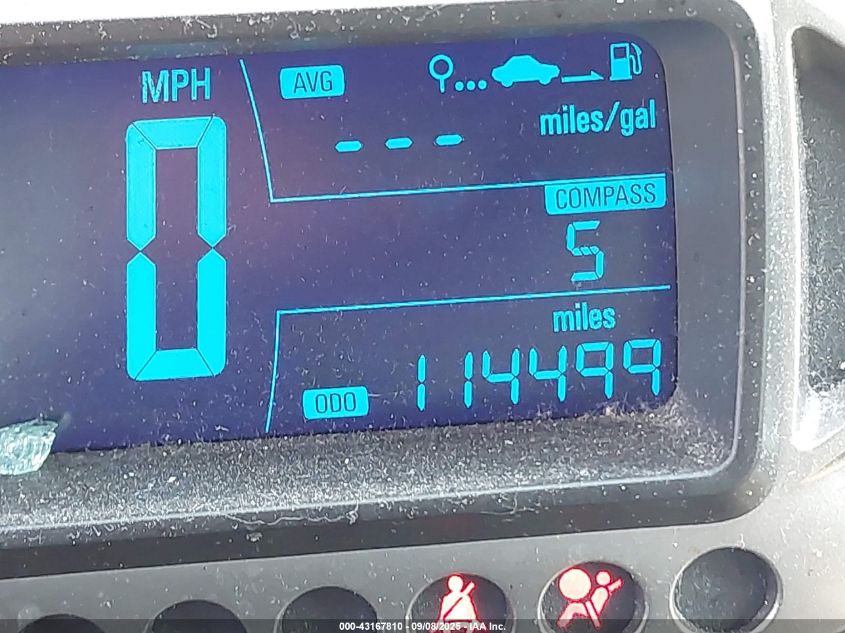 MPH
0
AVG
- - -
miles/gal
COMPASS
S
miles
ODO 114499
000-43167810 - 09/08/2025 - IAA Inc.